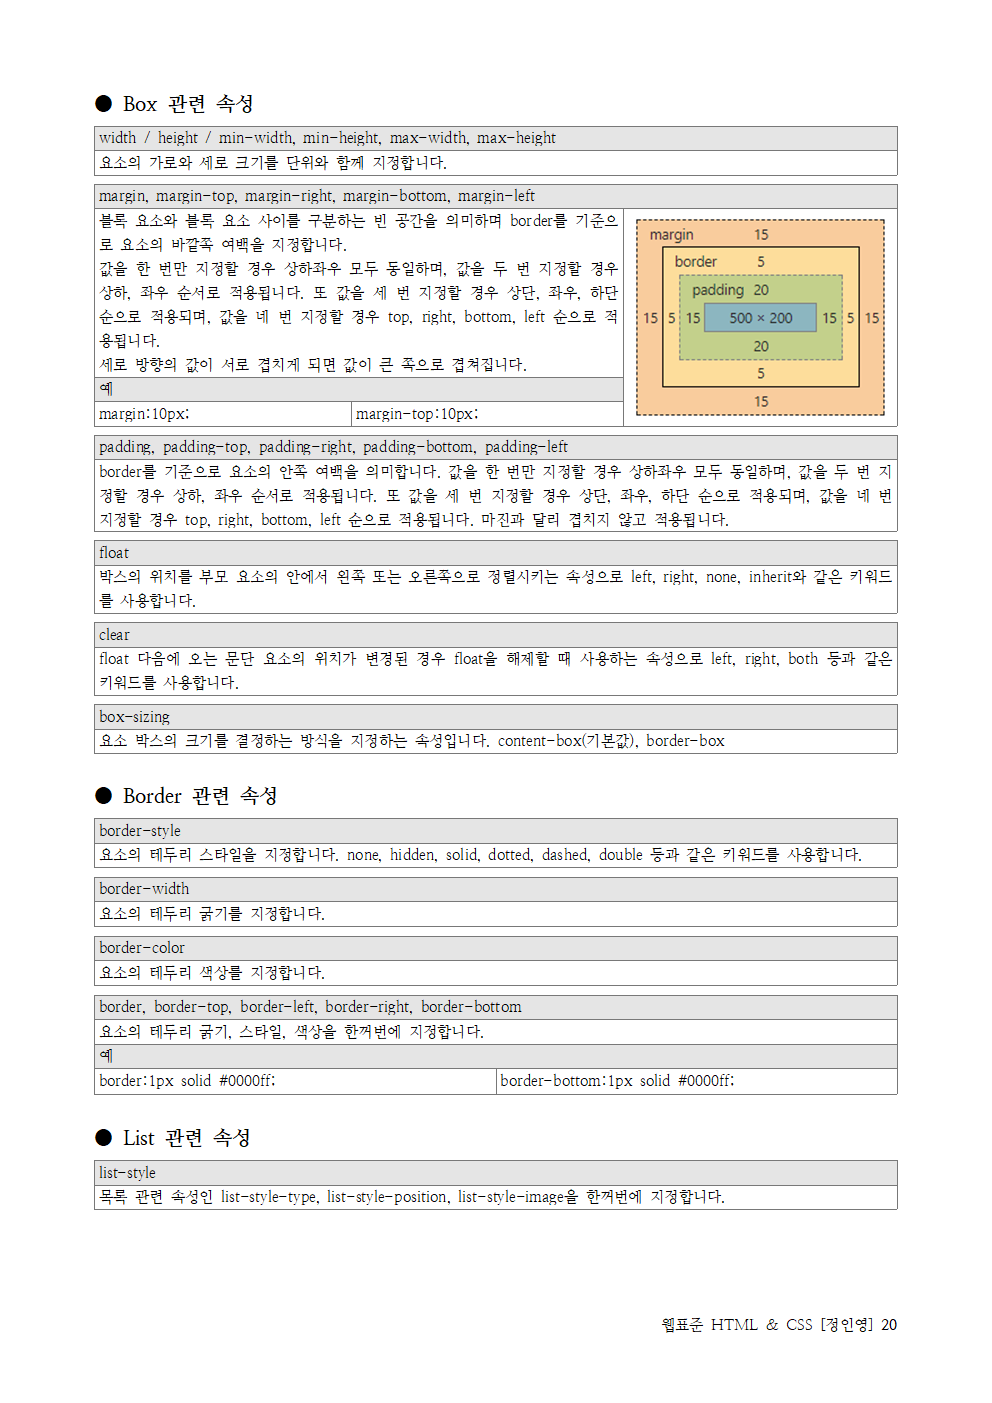 ● Box 관련 속성
width / height / min-width, min-height, max-width, max-height
요소의 가로와 세로 크기를 단위와 함께 지정합니다.
margin, margin-top, margin-right, margin-bottom, margin-left
블록 요소와 블록 요소 사이를 구분하는 빈 공간을 의미하며 border를 기준으
로 요소의 바깥쪽 여백을 지정합니다.
값을 한 번만 지정할 경우 상하좌우 모두 동일하며, 값을 두 번 지정할 경우
상하, 좌우 순서로 적용됩니다. 또 값을 세 번 지정할 경우 상단, 좌우, 하단
순으로 적용되며, 값을 네 번 지정할 경우 top, right, bottom, left 순으로 적
용됩니다.
세로 방향의 값이 서로 겹치게 되면 값이 큰 쪽으로 겹쳐집니다.
예
margin:10px; margin-top:10px;
margin 15
border 5
padding 20
15 5 15 500 × 200 15 5 15
20
5
15
padding, padding-top, padding-right, padding-bottom, padding-left
border를 기준으로 요소의 안쪽 여백을 의미합니다. 값을 한 번만 지정할 경우 상하좌우 모두 동일하며, 값을 두 번 지
정할 경우 상하, 좌우 순서로 적용됩니다. 또 값을 세 번 지정할 경우 상단, 좌우, 하단 순으로 적용되며, 값을 네 번
지정할 경우 top, right, bottom, left 순으로 적용됩니다. 마진과 달리 겹치지 않고 적용됩니다.
float
박스의 위치를 부모 요소의 안에서 왼쪽 또는 오른쪽으로 정렬시키는 속성으로 left, right, none, inherit와 같은 키워드
를 사용합니다.
clear
float 다음에 오는 문단 요소의 위치가 변경된 경우 float을 해제할 때 사용하는 속성으로 left, right, both 등과 같은
키워드를 사용합니다.
box-sizing
요소 박스의 크기를 결정하는 방식을 지정하는 속성입니다. content-box(기본값), border-box
● Border 관련 속성
border-style
요소의 테두리 스타일을 지정합니다. none, hidden, solid, dotted, dashed, double 등과 같은 키워드를 사용합니다.
border-width
요소의 테두리 굵기를 지정합니다.
border-color
요소의 테두리 색상를 지정합니다.
border, border-top, border-left, border-right, border-bottom
요소의 테두리 굵기, 스타일, 색상을 한꺼번에 지정합니다.
예
border:1px solid #0000ff; border-bottom:1px solid #0000ff;
● List 관련 속성
list-style
목록 관련 속성인 list-style-type, list-style-position, list-style-image을 한꺼번에 지정합니다.
웹표준 HTML & CSS [정인영] 20